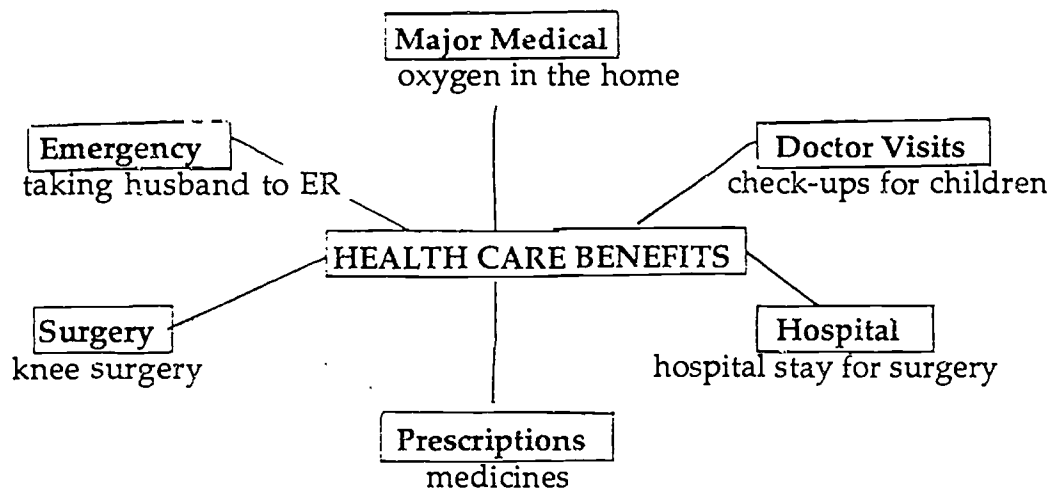 Major Medical
oxygen in the home
Emergency
taking husband to ER
Doctor Visits
check-ups for children
HEALTH CARE BENEFITS
Surgery
knee surgery
Hospital
hospital stay for surgery
Prescriptions
medicines